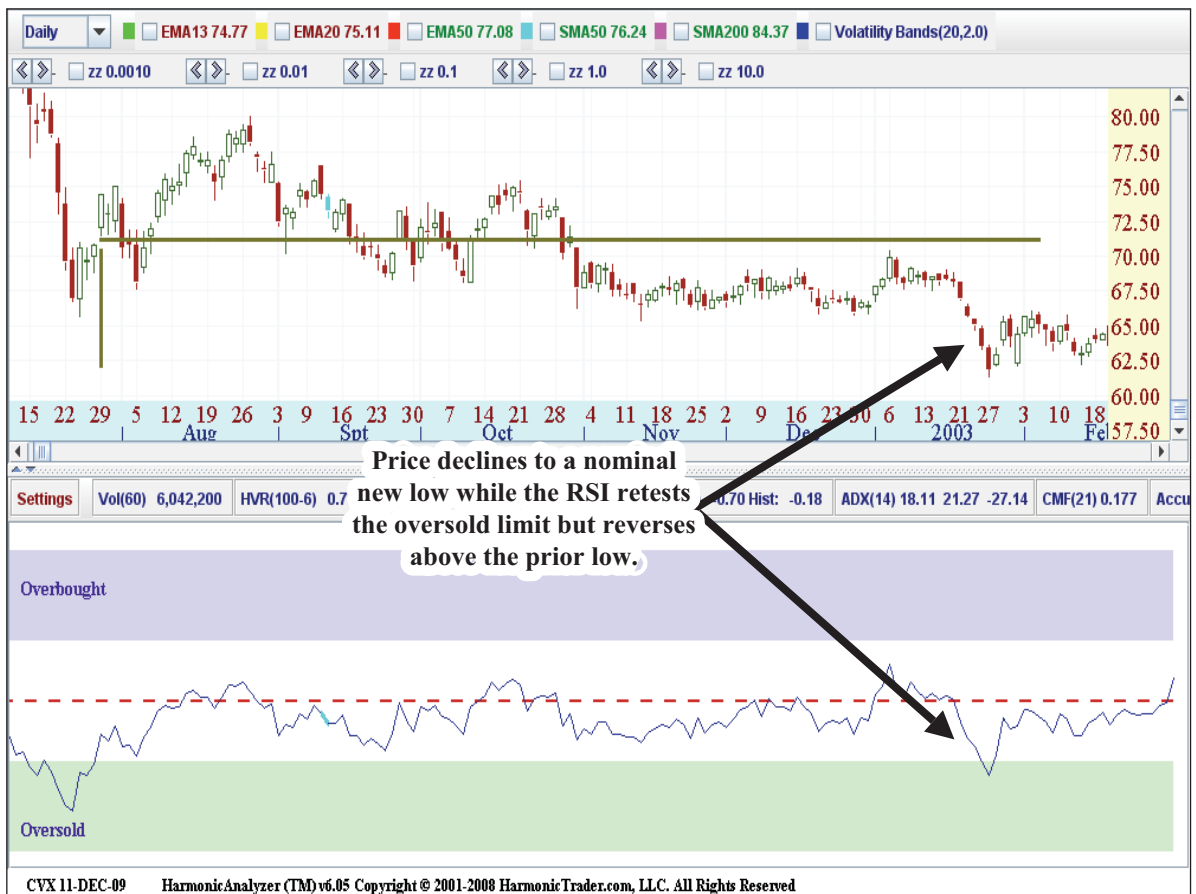 Daily EMA13 74.77 EMA20 75.11 EMA50 77.08 SMA50 76.24 SMA200 84.37 Volatility Bands(20,2.0)
zz 0.0010 zz 0.01 zz 0.1 zz 1.0 zz 10.0
80.00
77.50
75.00
72.50
70.00
67.50
65.00
62.50
60.00
57.50
15 22 29 5 12 19 26 3 9 16 23 30 7 14 21 28 4 11 18 25 2 9 16 23 30 6 13 21 27 3 10 18
Aug Spt Oct Nov 2003
Price declines to a nominal
new low while the RSI retests
the oversold limit but reverses
above the prior low.
Settings Vol(60) 6,042,200 HVR(100-6) -0.70 Hist: -0.18 ADX(14) 18.11 21.27 -27.14 CMF(21) 0.177 Accu
Overbought
Oversold
CVX 11-DEC-09 HarmonicAnalyzer (TM) v6.05 Copyright © 2001-2008 HarmonicTrader.com, LLC. All Rights Reserved